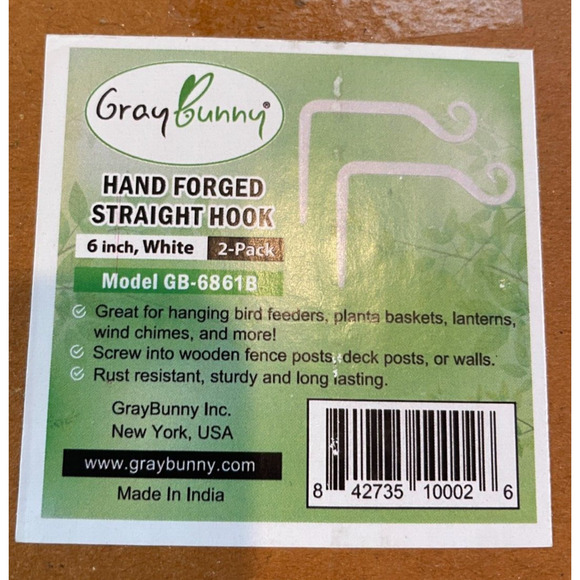 GrayBunny®
HAND FORGED
STRAIGHT HOOK
6 inch, White 2-Pack
Model GB-6861B
Great for hanging bird feeders, planta baskets, lanterns,
wind chimes, and more!
Screw into wooden fence posts, deck posts, or walls.
Rust resistant, sturdy and long lasting.
GrayBunny Inc.
New York, USA
www.graybunny.com
Made In India
8 42735 10002 6